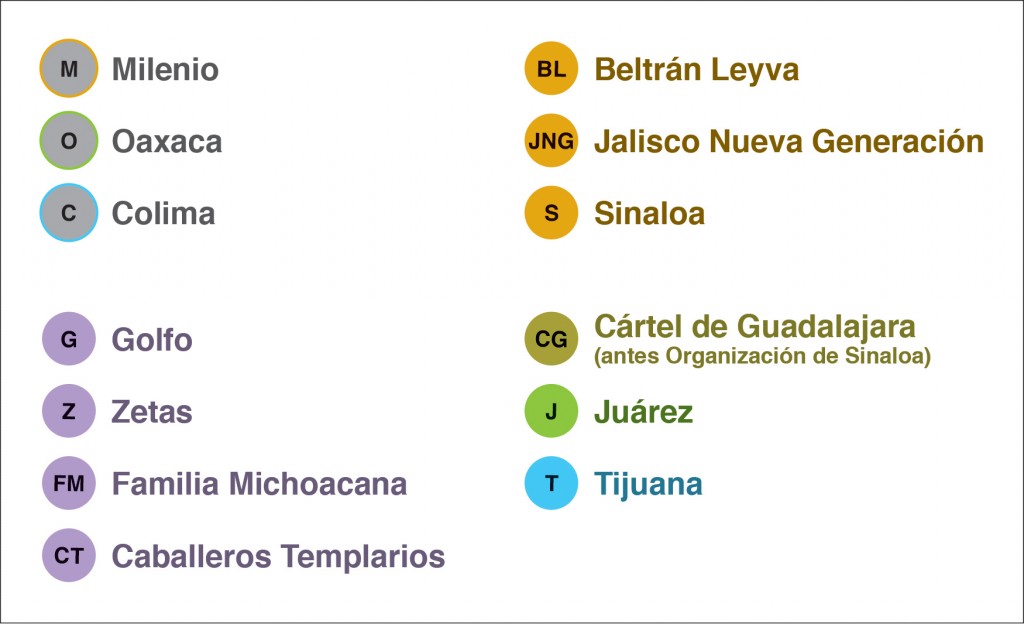 M Milenio
O Oaxaca
C Colima
G Golfo
Z Zetas
FM Familia Michoacana
CT Caballeros Templarios
BL Beltrán Leyva
JNG Jalisco Nueva Generación
S Sinaloa
CG Cártel de Guadalajara
(antes Organización de Sinaloa)
J Juárez
T Tijuana